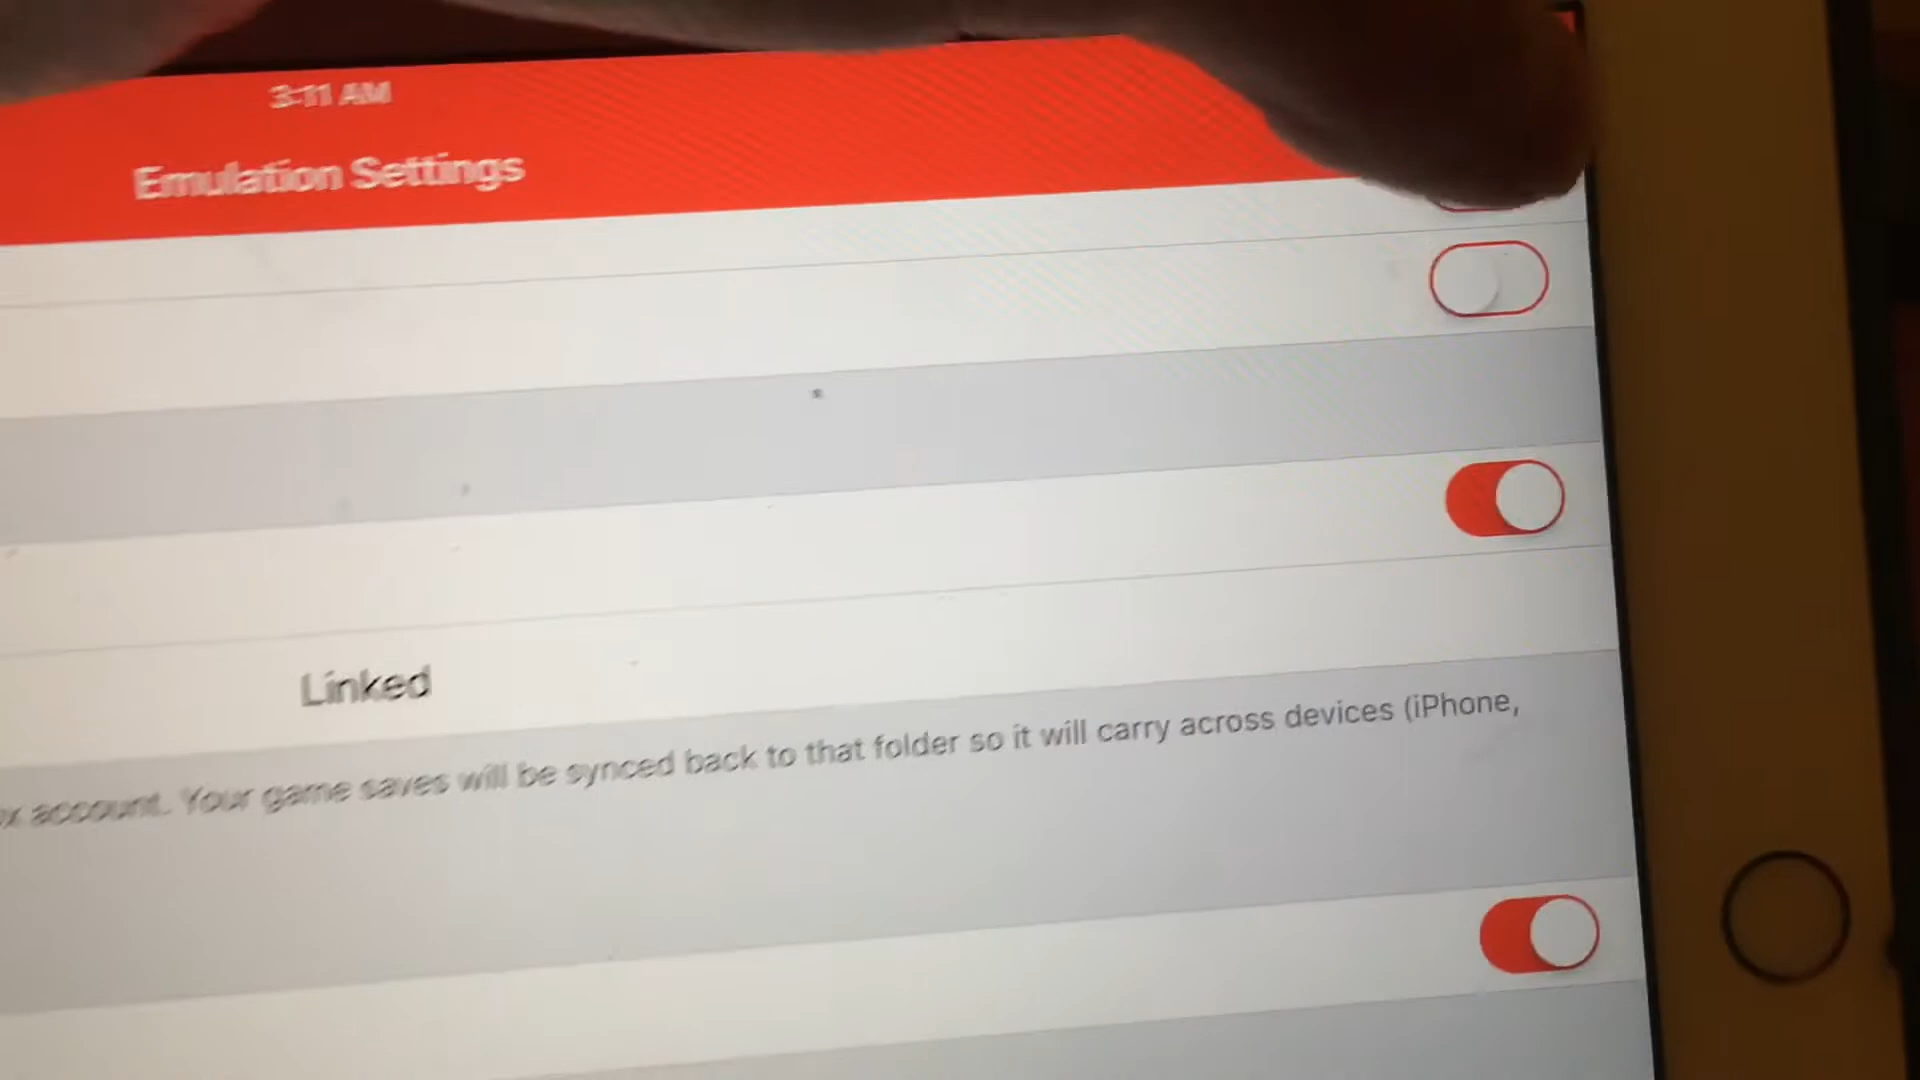 3:11 AM
Emulation Settings
Linked
x account. Your game saves will be synced back to that folder so it will carry across devices (iPhone,